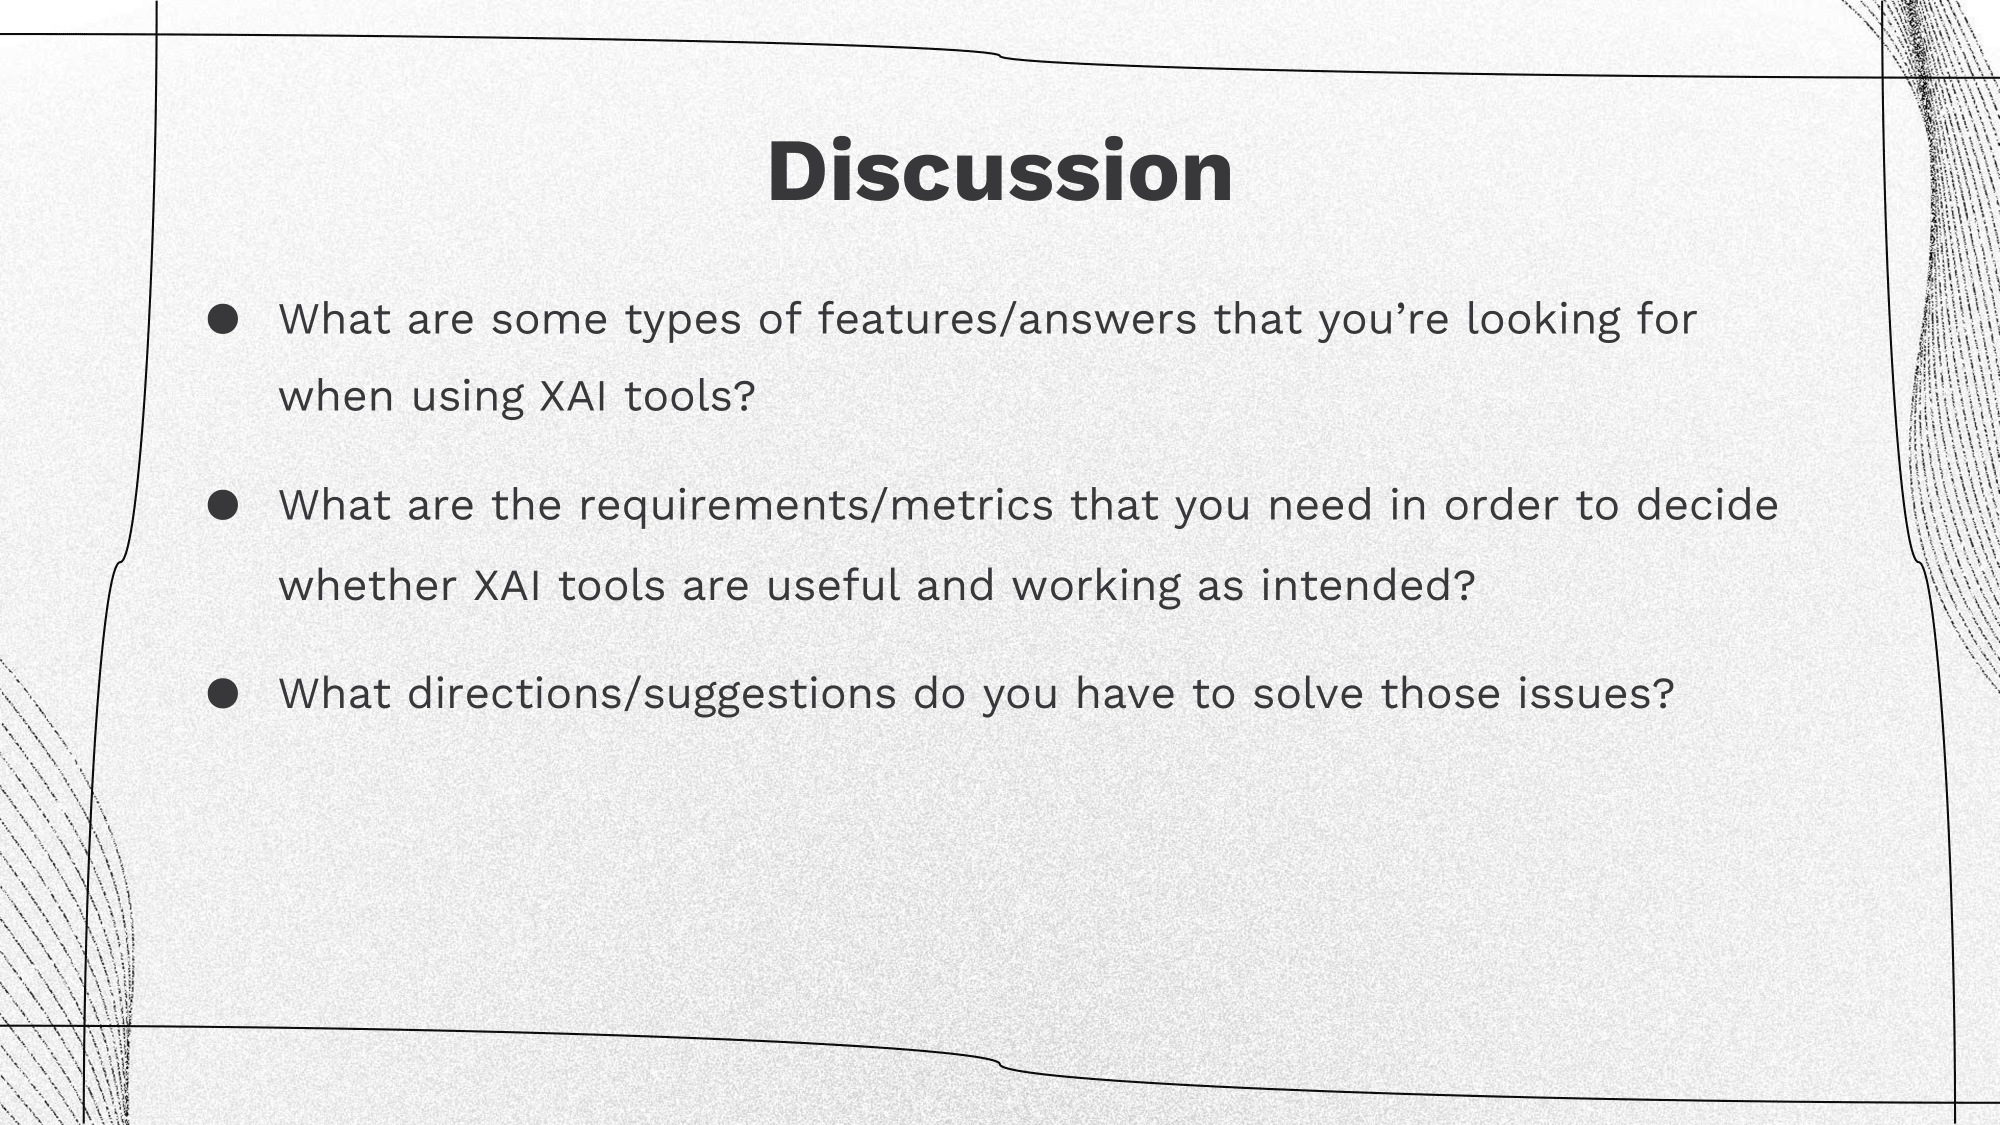 Discussion
● What are some types of features/answers that you’re looking for
when using XAI tools?
● What are the requirements/metrics that you need in order to decide
whether XAI tools are useful and working as intended?
● What directions/suggestions do you have to solve those issues?